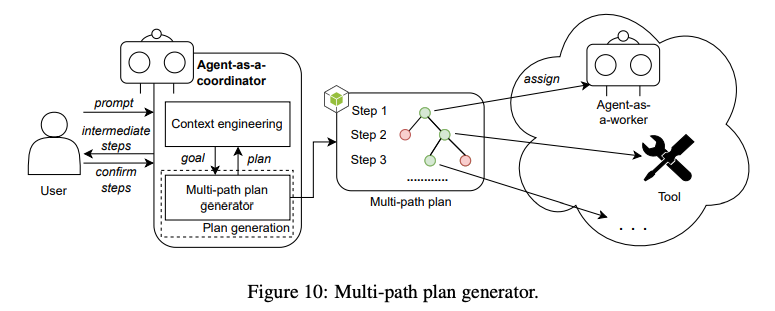 Agent-as-a-
coordinator
prompt
intermediate
steps
confirm
steps
User
Context engineering
goal
plan
Multi-path plan
generator
Plan generation
Step 1
Step 2
Step 3
............
Multi-path plan
assign
Agent-as-
a-worker
Tool
. . .
Figure 10: Multi-path plan generator.